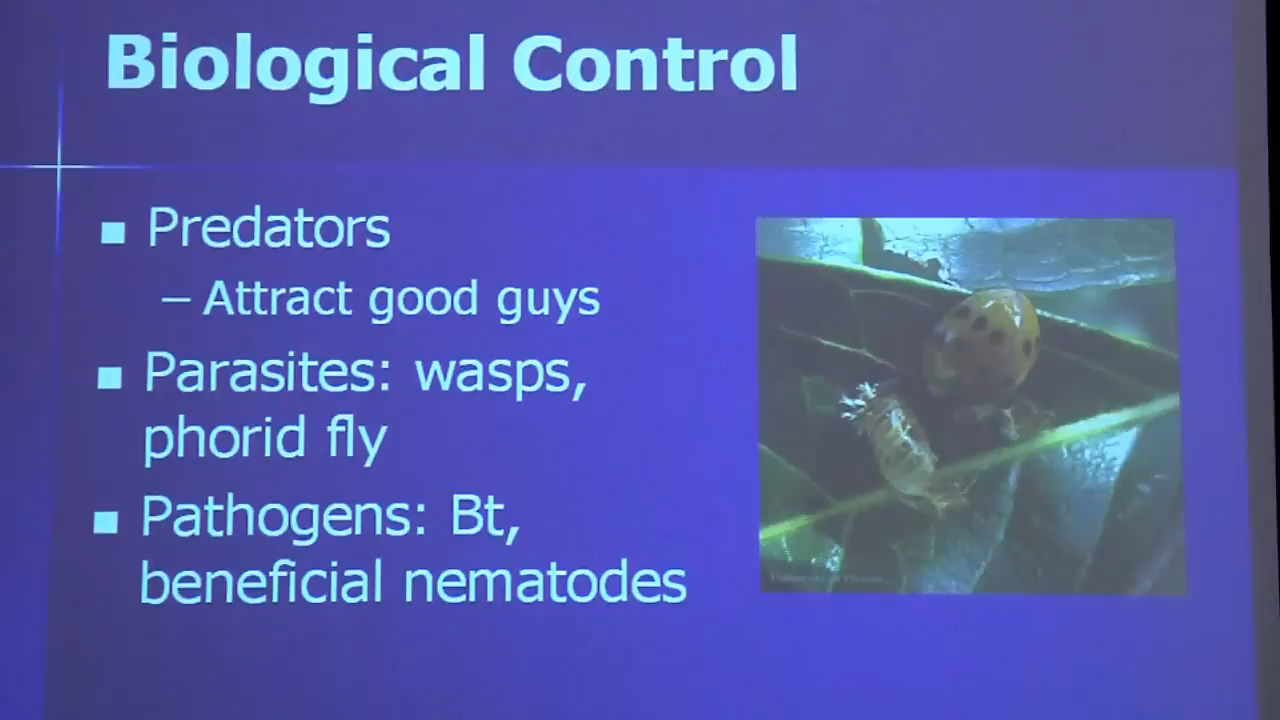 Biological Control
■ Predators
– Attract good guys
■ Parasites: wasps,
phorid fly
■ Pathogens: Bt,
beneficial nematodes